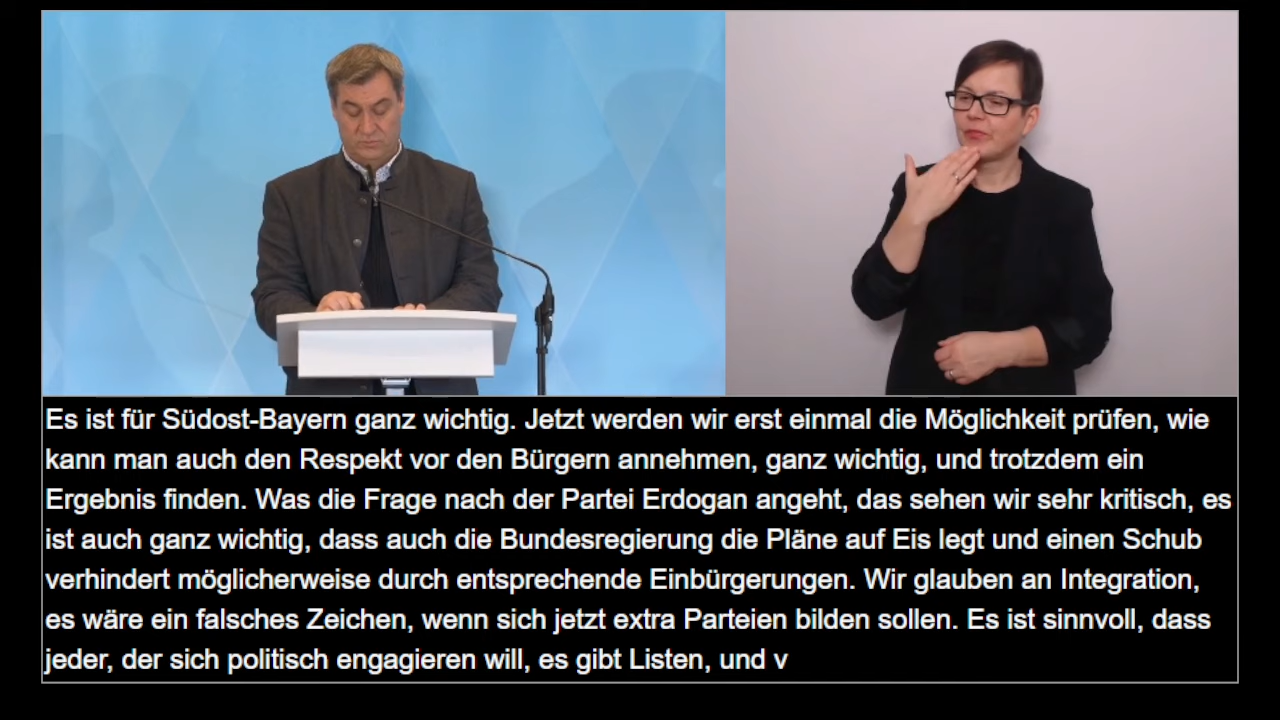 Es ist für Südost-Bayern ganz wichtig. Jetzt werden wir erst einmal die Möglichkeit prüfen, wie
kann man auch den Respekt vor den Bürgern annehmen, ganz wichtig, und trotzdem ein
Ergebnis finden. Was die Frage nach der Partei Erdogan angeht, das sehen wir sehr kritisch, es
ist auch ganz wichtig, dass auch die Bundesregierung die Pläne auf Eis legt und einen Schub
verhindert möglicherweise durch entsprechende Einbürgerungen. Wir glauben an Integration,
es wäre ein falsches Zeichen, wenn sich jetzt extra Parteien bilden sollen. Es ist sinnvoll, dass
jeder, der sich politisch engagieren will, es gibt Listen, und v